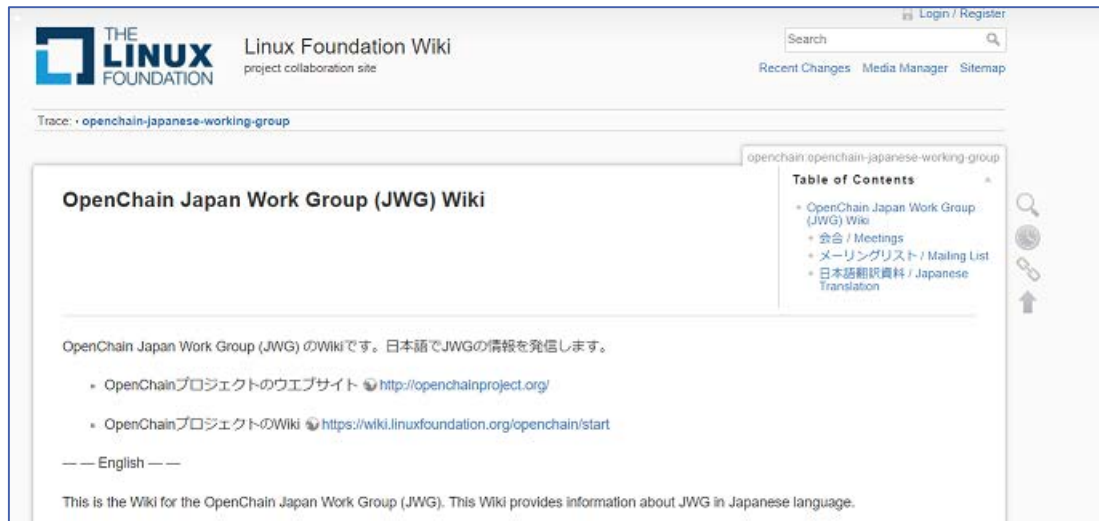 Login / Register
THE
LINUX
FOUNDATION
Linux Foundation Wiki
project collaboration site
Search
Recent Changes Media Manager Sitemap
Trace: • openchain-japanese-working-group
openchain:openchain-japanese-working-group
OpenChain Japan Work Group (JWG) Wiki
Table of Contents
OpenChain Japan Work Group
(JWG) Wiki
会合 / Meetings
メーリングリスト / Mailing List
日本語翻訳資料 / Japanese
Translation
OpenChain Japan Work Group (JWG) のWikiです。日本語でJWGの情報を発信します。
OpenChainプロジェクトのウエブサイト http://openchainproject.org/
OpenChainプロジェクトのWiki https://wiki.linuxfoundation.org/openchain/start
— — English — —
This is the Wiki for the OpenChain Japan Work Group (JWG). This Wiki provides information about JWG in Japanese language.